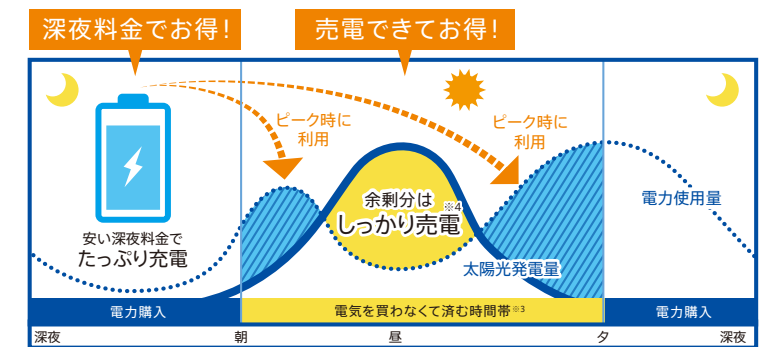 深夜料金でお得!
売電できてお得!
ピーク時に
利用
ピーク時に
利用
余剰分は
しっかり売電※4
電力使用量
安い深夜料金で
たっぷり充電
太陽光発電量
電力購入
電気を買わなくて済む時間帯※3
電力購入
深夜
朝
昼
夕
深夜